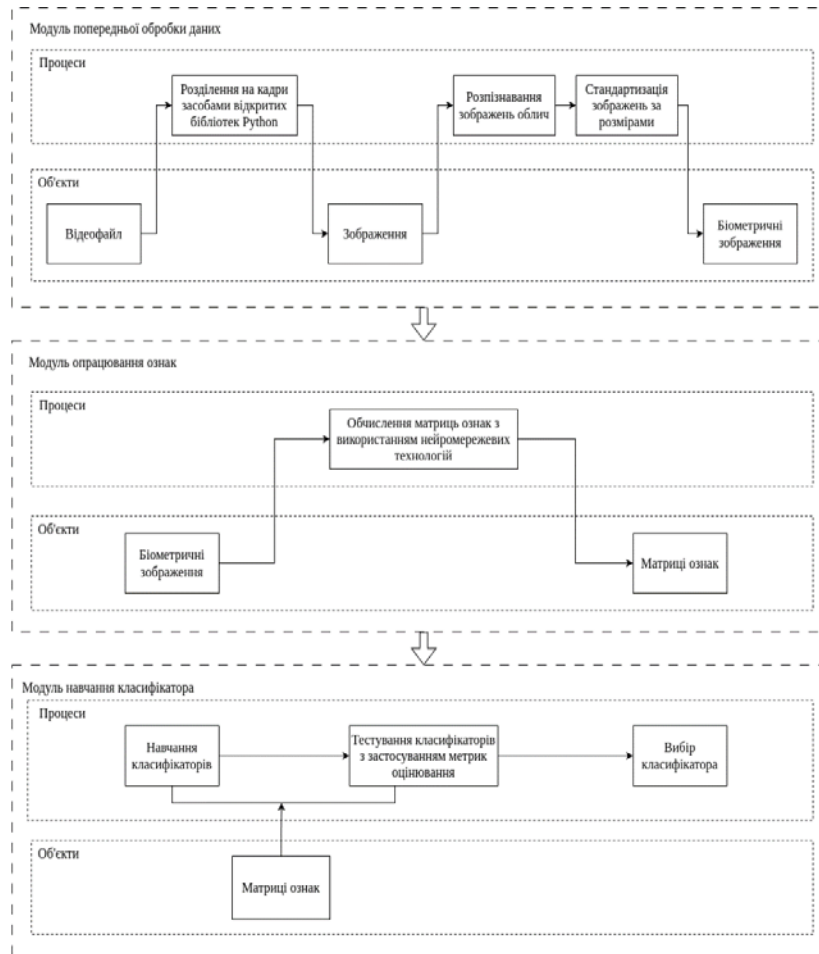 Модуль попередньої обробки даних
Процеси
Розділення на кадри
засобами відкритих
бібліотек Python
Розпізнавання
зображень облич
Стандартизація
зображень за
розмірами
Об'єкти
Відеофайл
Зображення
Біометричні
зображення
Модуль опрацювання ознак
Процеси
Обчислення матриць ознак з
використанням нейромережевих
технологій
Об'єкти
Біометричні
зображення
Матриці ознак
Модуль навчання класифікатора
Процеси
Навчання
класифікаторів
Тестування класифікаторів
з застосуванням метрик
оцінювання
Вибір
класифікатора
Об'єкти
Матриці ознак